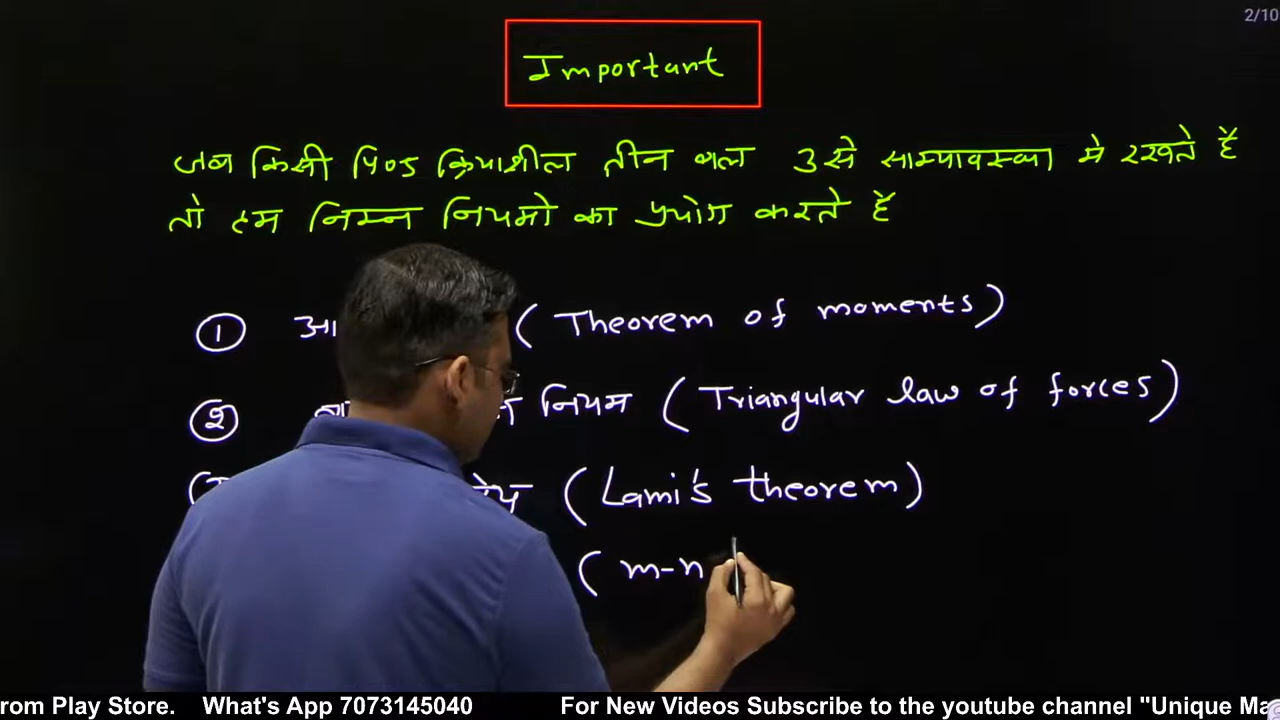 2/10
Important
जब किसी पिण्ड क्रियाशील तीन बल उसे साम्यावस्था मे रखते हैं
तो हम निम्न नियमो का प्रयोग करते हैं
① आ (Theorem of moments)
② नियम (Triangular law of forces)
(Lami's theorem)
(m-n
rom Play Store. What's App 7073145040 For New Videos Subscribe to the youtube channel "Unique Ma